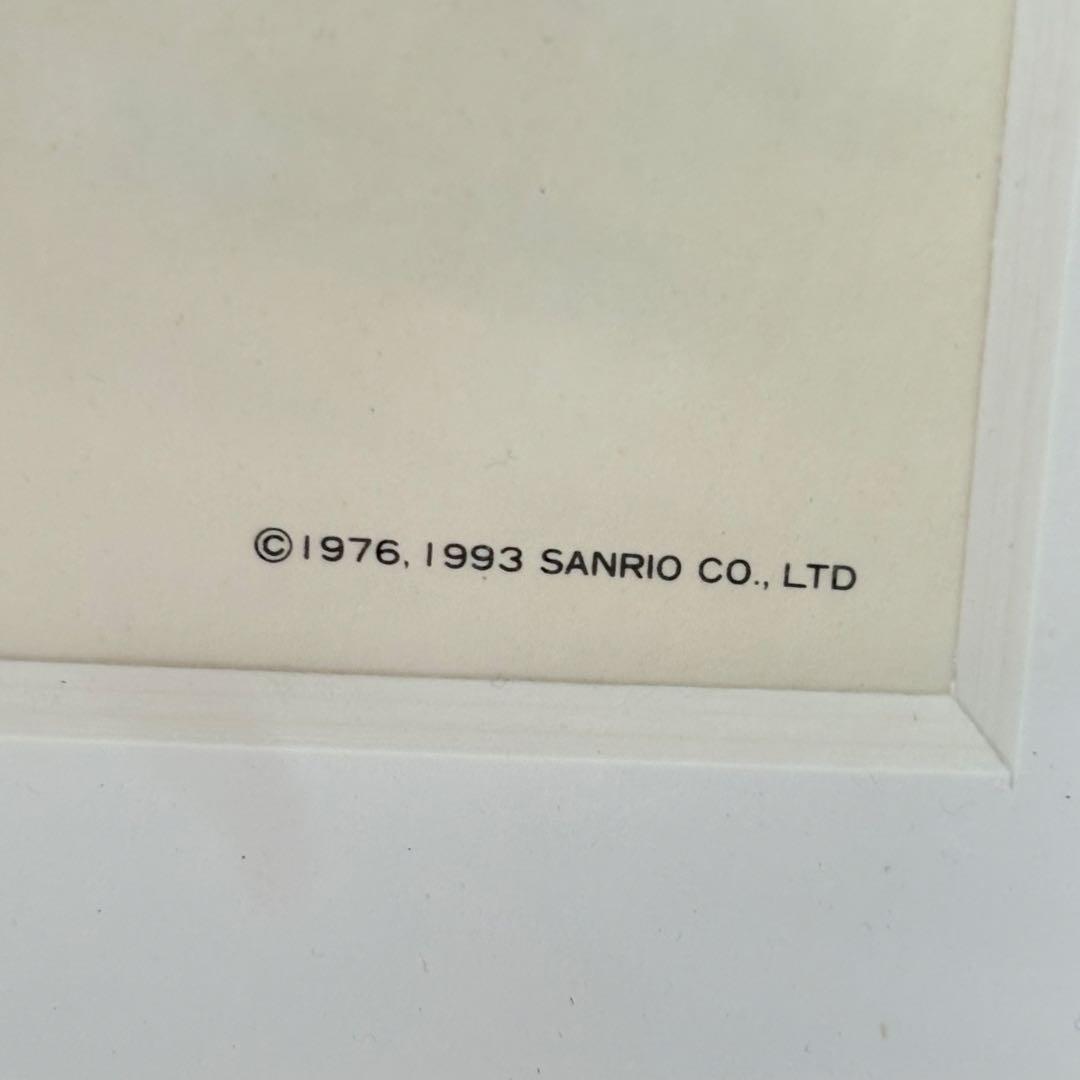 ©1976, 1993 SANRIO CO., LTD